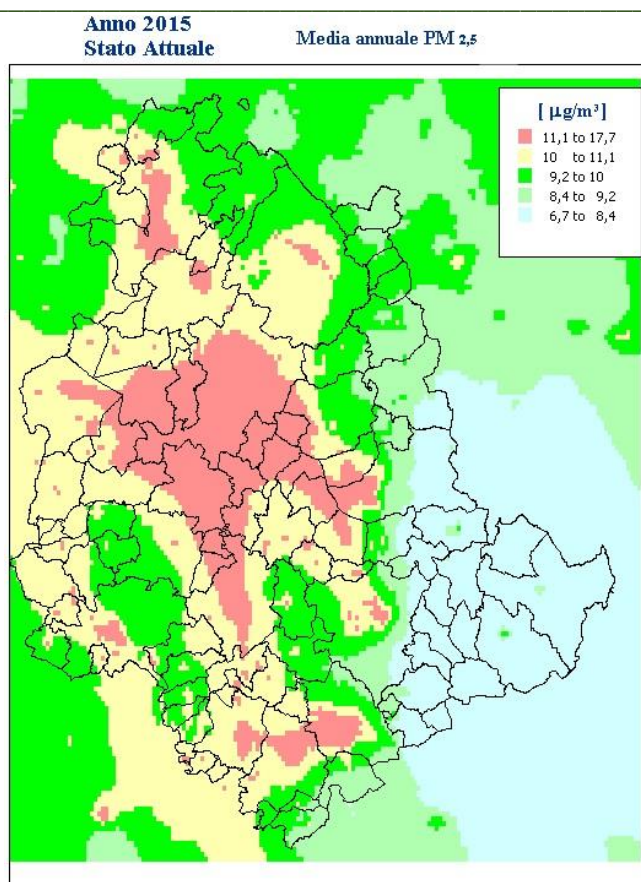 Anno 2015
Stato Attuale
Media annuale PM 2,5
[ µg/m³]
11,1 to 17,7
10 to 11,1
9,2 to 10
8,4 to 9,2
6,7 to 8,4